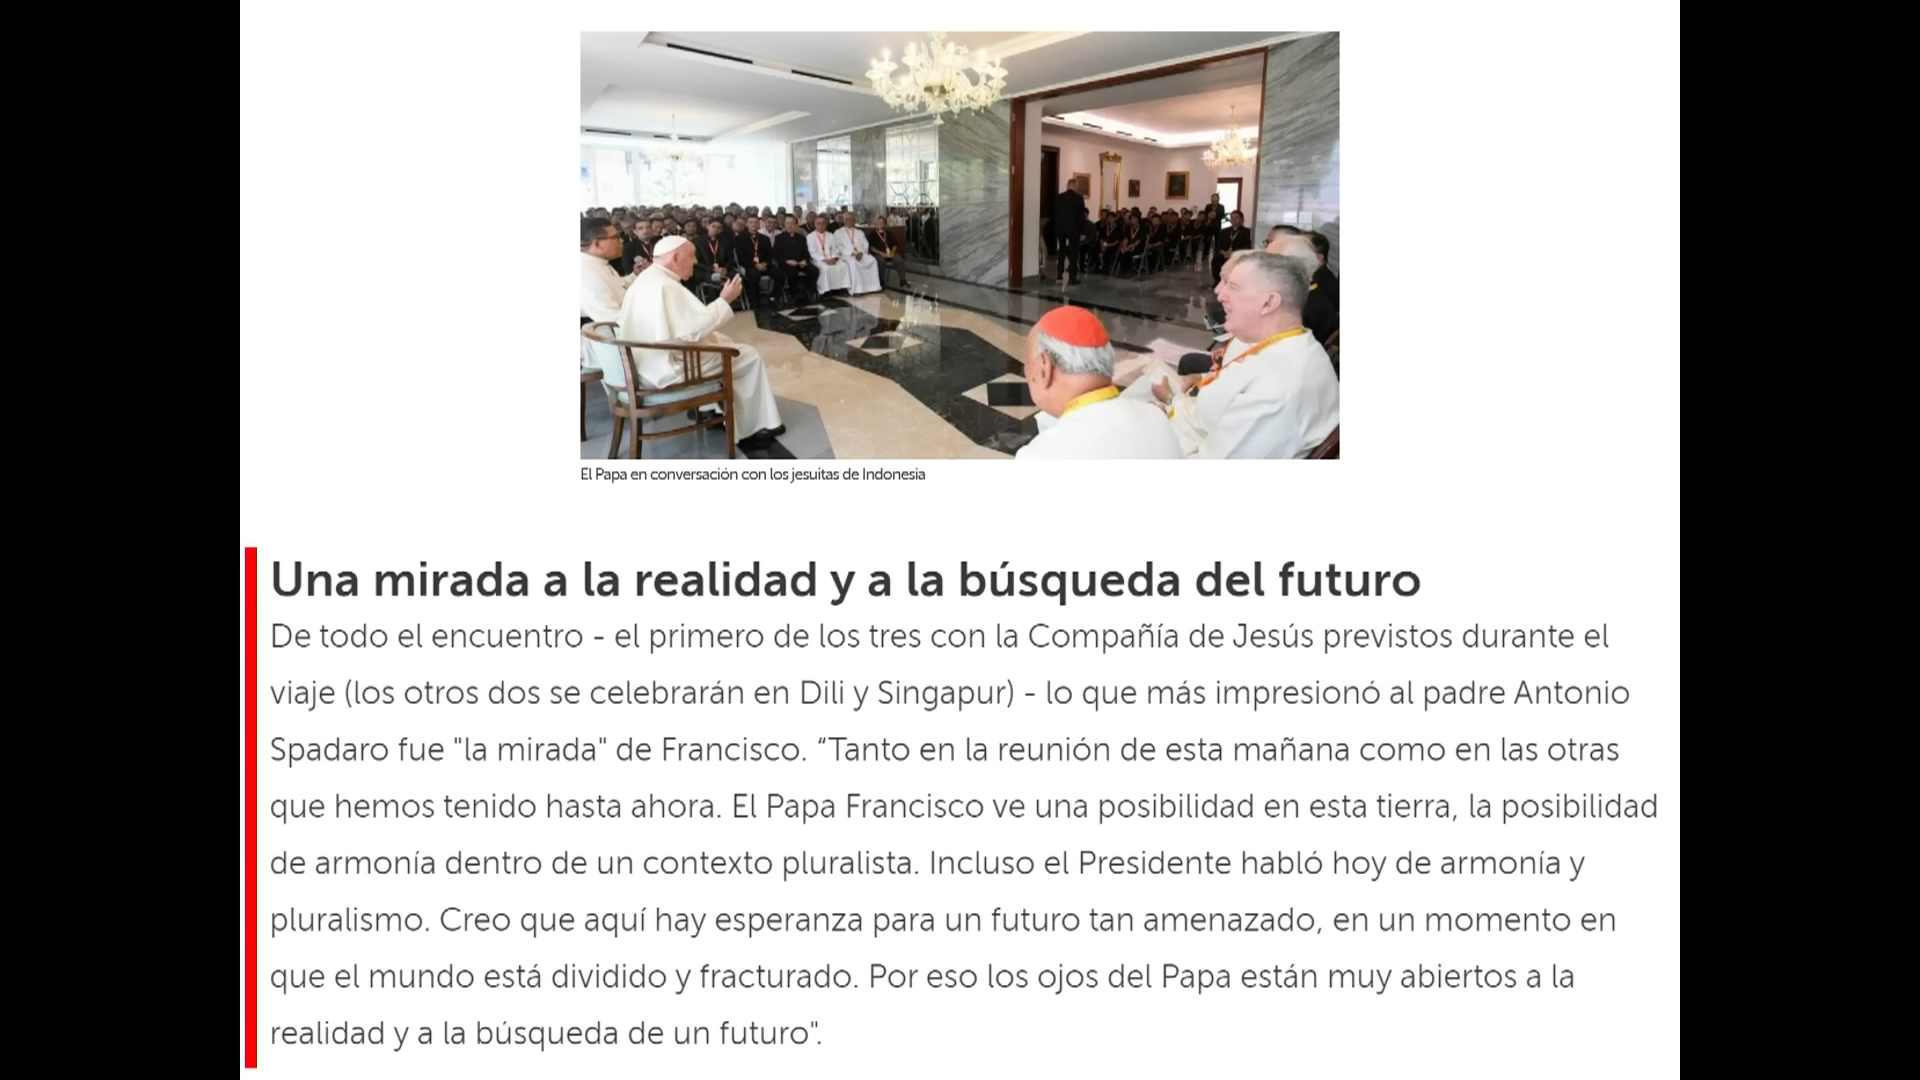 El Papa en conversación con los jesuitas de Indonesia
Una mirada a la realidad y a la búsqueda del futuro
De todo el encuentro - el primero de los tres con la Compañía de Jesús previstos durante el
viaje (los otros dos se celebrarán en Dili y Singapur) - lo que más impresionó al padre Antonio
Spadaro fue "la mirada" de Francisco. “Tanto en la reunión de esta mañana como en las otras
que hemos tenido hasta ahora. El Papa Francisco ve una posibilidad en esta tierra, la posibilidad
de armonía dentro de un contexto pluralista. Incluso el Presidente habló hoy de armonía y
pluralismo. Creo que aquí hay esperanza para un futuro tan amenazado, en un momento en
que el mundo está dividido y fracturado. Por eso los ojos del Papa están muy abiertos a la
realidad y a la búsqueda de un futuro".